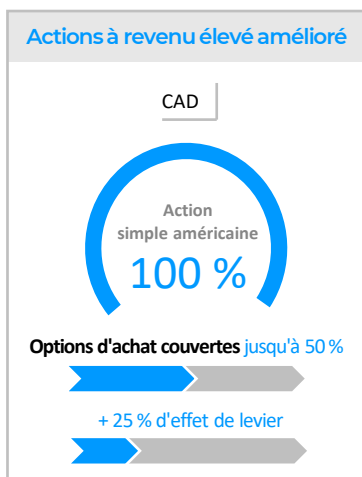 Actions à revenu élevé amélioré
CAD
Action
simple américaine
100 %
Options d'achat couvertes jusqu'à 50 %
+ 25 % d'effet de levier